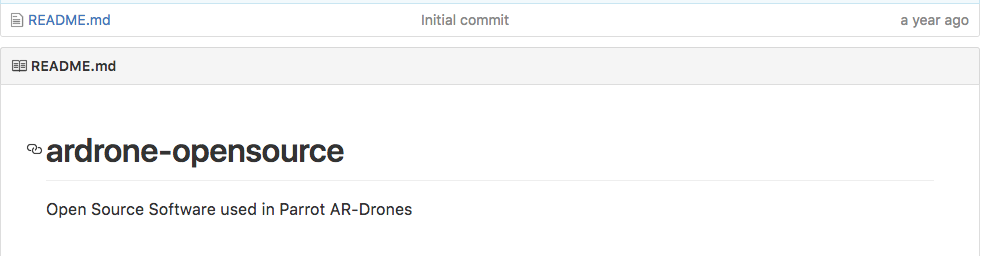 README.md Initial commit a year ago
README.md
ardrone-opensource
Open Source Software used in Parrot AR-Drones